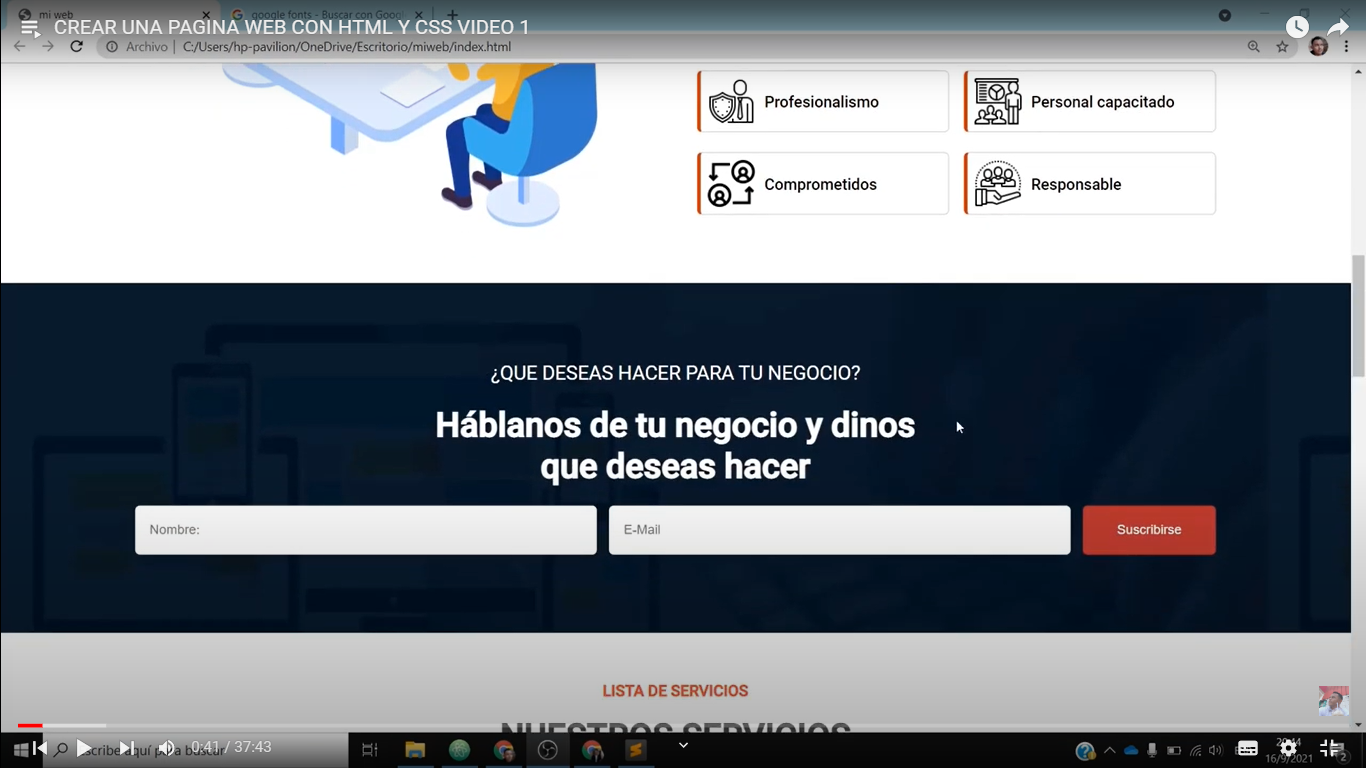 mi web
google fonts - Buscar con Goog
CREAR UNA PAGINA WEB CON HTML Y CSS VIDEO 1
Archivo
C:/Users/hp-pavilion/OneDrive/Escritorio/miweb/index.html
Profesionalismo
Personal capacitado
Comprometidos
Responsable
¿QUE DESEAS HACER PARA TU NEGOCIO?
Háblanos de tu negocio y dinos
que deseas hacer
Nombre:
E-Mail
Suscribirse
LISTA DE SERVICIOS
NUESTROS SERVICIOS
0:41 / 37:43
aquí para buscar
20:44
16/9/2021